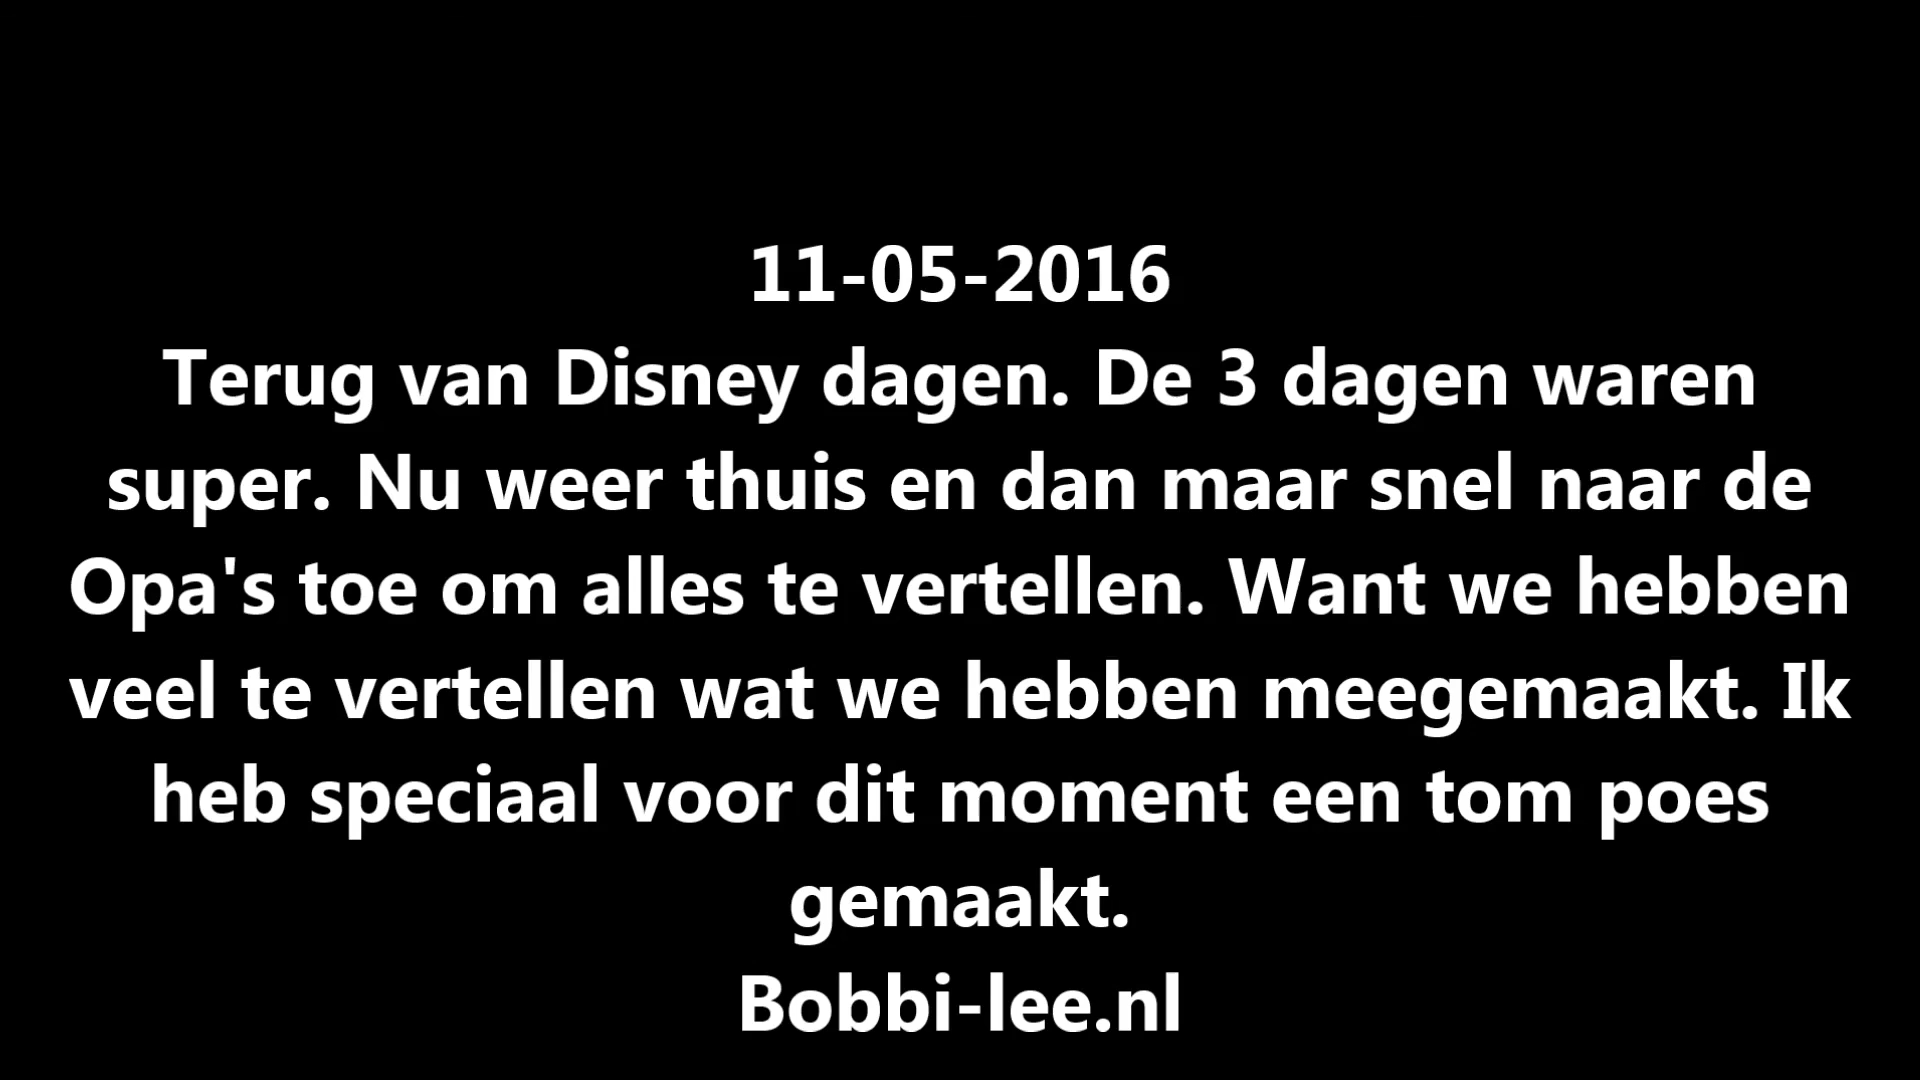 11-05-2016
Terug van Disney dagen. De 3 dagen waren
super. Nu weer thuis en dan maar snel naar de
Opa's toe om alles te vertellen. Want we hebben
veel te vertellen wat we hebben meegemaakt. Ik
heb speciaal voor dit moment een tom poes
gemaakt.
Bobbi-lee.nl